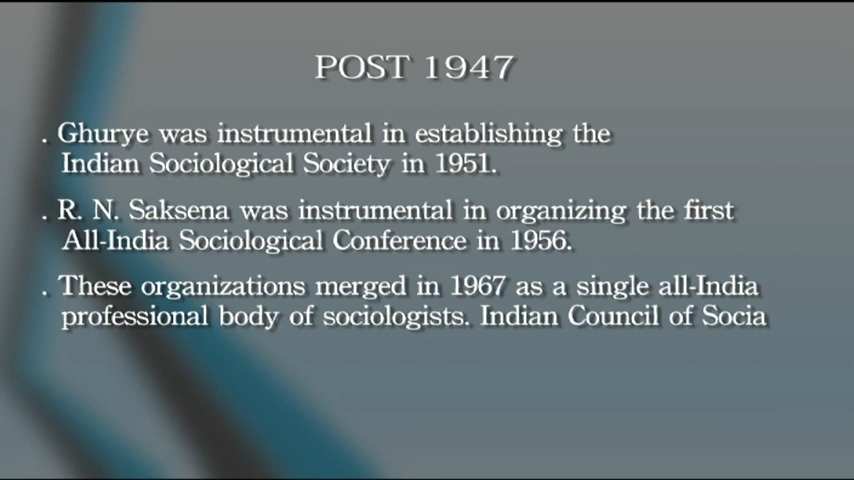 POST 1947
. Ghurye was instrumental in establishing the
Indian Sociological Society in 1951.
. R. N. Saksena was instrumental in organizing the first
All-India Sociological Conference in 1956.
. These organizations merged in 1967 as a single all-India
professional body of sociologists. Indian Council of Socia